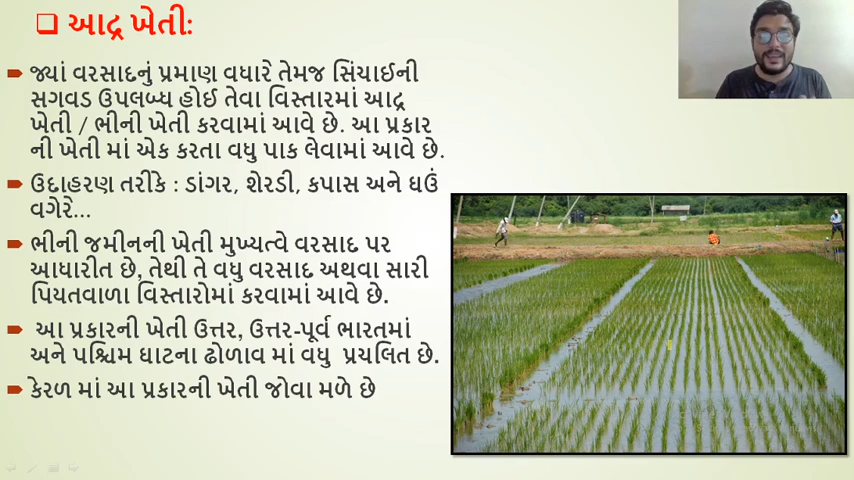 આદ્ર ખેતી:
જ્યાં વરસાદનું પ્રમાણ વધારે તેમજ સિંચાઈની
સગવડ ઉપલબ્ધ હોઈ તેવા વિસ્તારમાં આદ્ર
ખેતી / ભીની ખેતી કરવામાં આવે છે. આ પ્રકાર
ની ખેતી માં એક કરતા વધુ પાક લેવામાં આવે છે.
ઉદાહરણ તરીકે : ડાંગર, શેરડી, કપાસ અને ઘઉં
વગેરે...
ભીની જમીનની ખેતી મુખ્યત્વે વરસાદ પર
આધારીત છે, તેથી તે વધુ વરસાદ અથવા સારી
પિયતવાળા વિસ્તારોમાં કરવામાં આવે છે.
આ પ્રકારની ખેતી ઉત્તર, ઉત્તર-પૂર્વ ભારતમાં
અને પશ્ચિમ ઘાટના ઢોળાવ માં વધુ પ્રચલિત છે.
કેરળ માં આ પ્રકારની ખેતી જોવા મળે છે